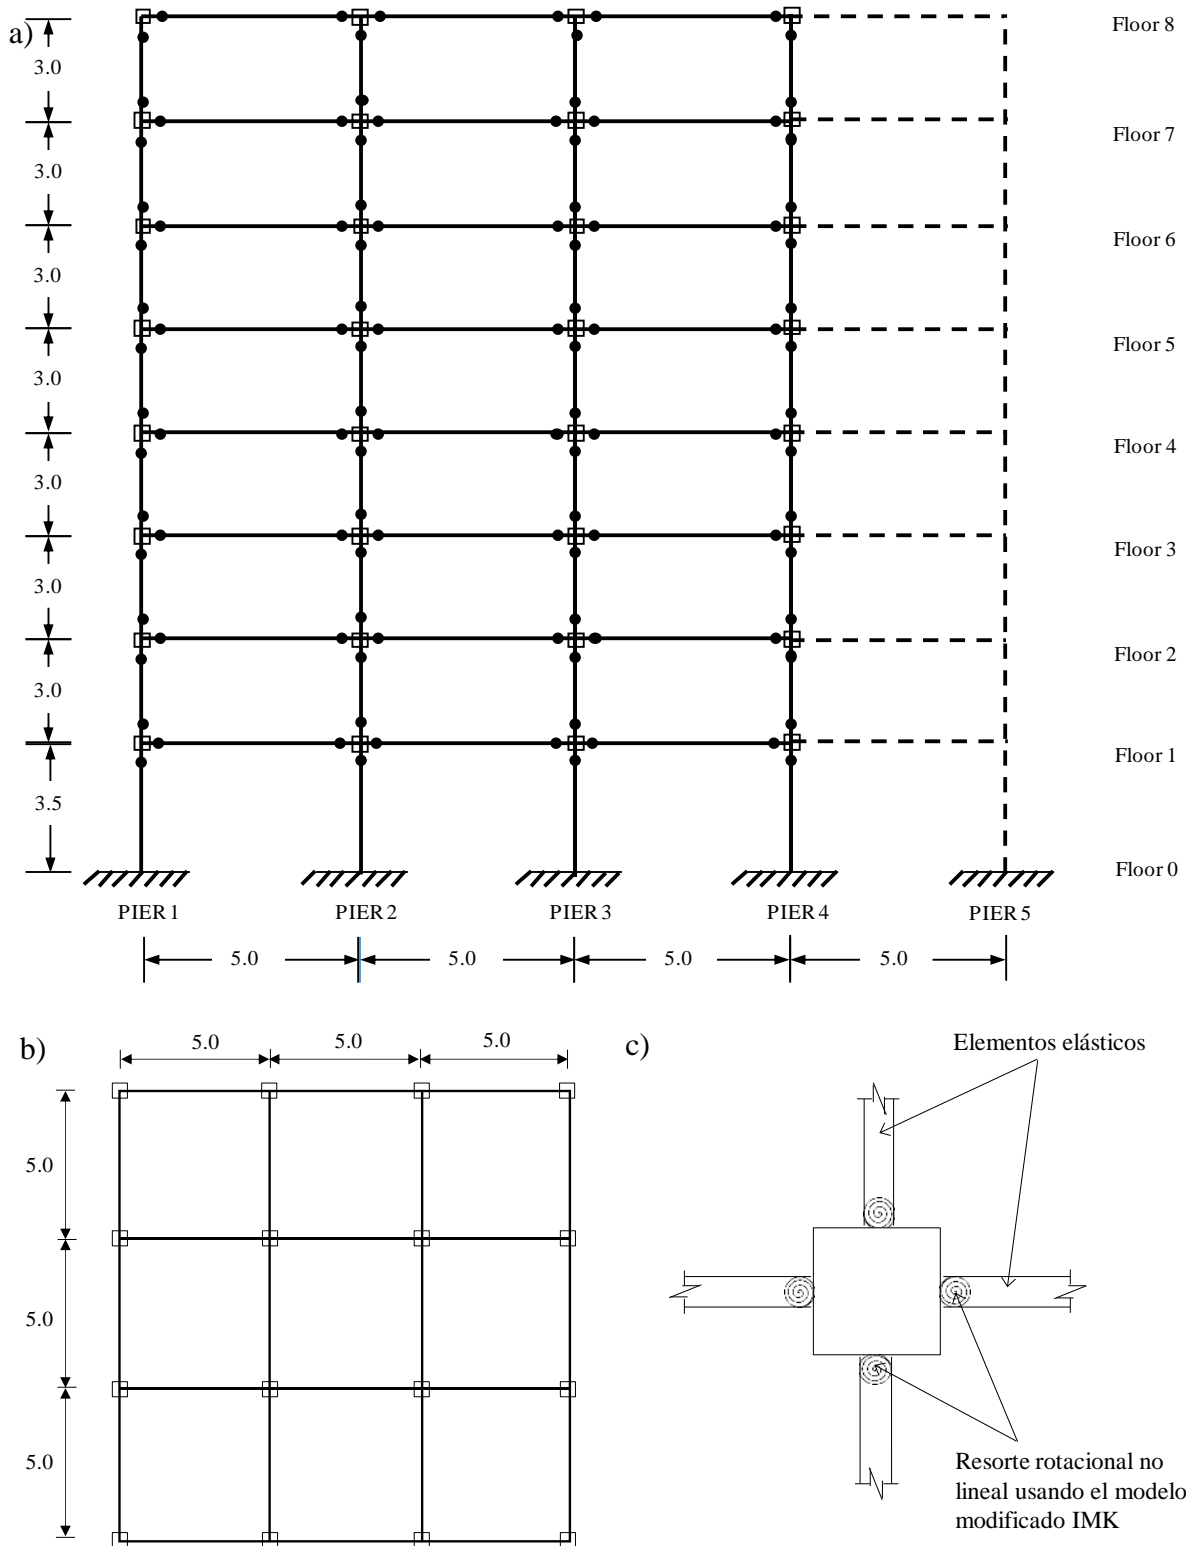 a)
Floor 8
3.0
Floor 7
3.0
Floor 6
3.0
Floor 5
3.0
Floor 4
3.0
Floor 3
3.0
Floor 2
3.0
Floor 1
3.5
Floor 0
PIER 1 PIER 2 PIER 3 PIER 4 PIER 5
5.0 5.0 5.0 5.0
b)
5.0 5.0 5.0
5.0
5.0
5.0
c)
Elementos elásticos
Resorte rotacional no
lineal usando el modelo
modificado IMK